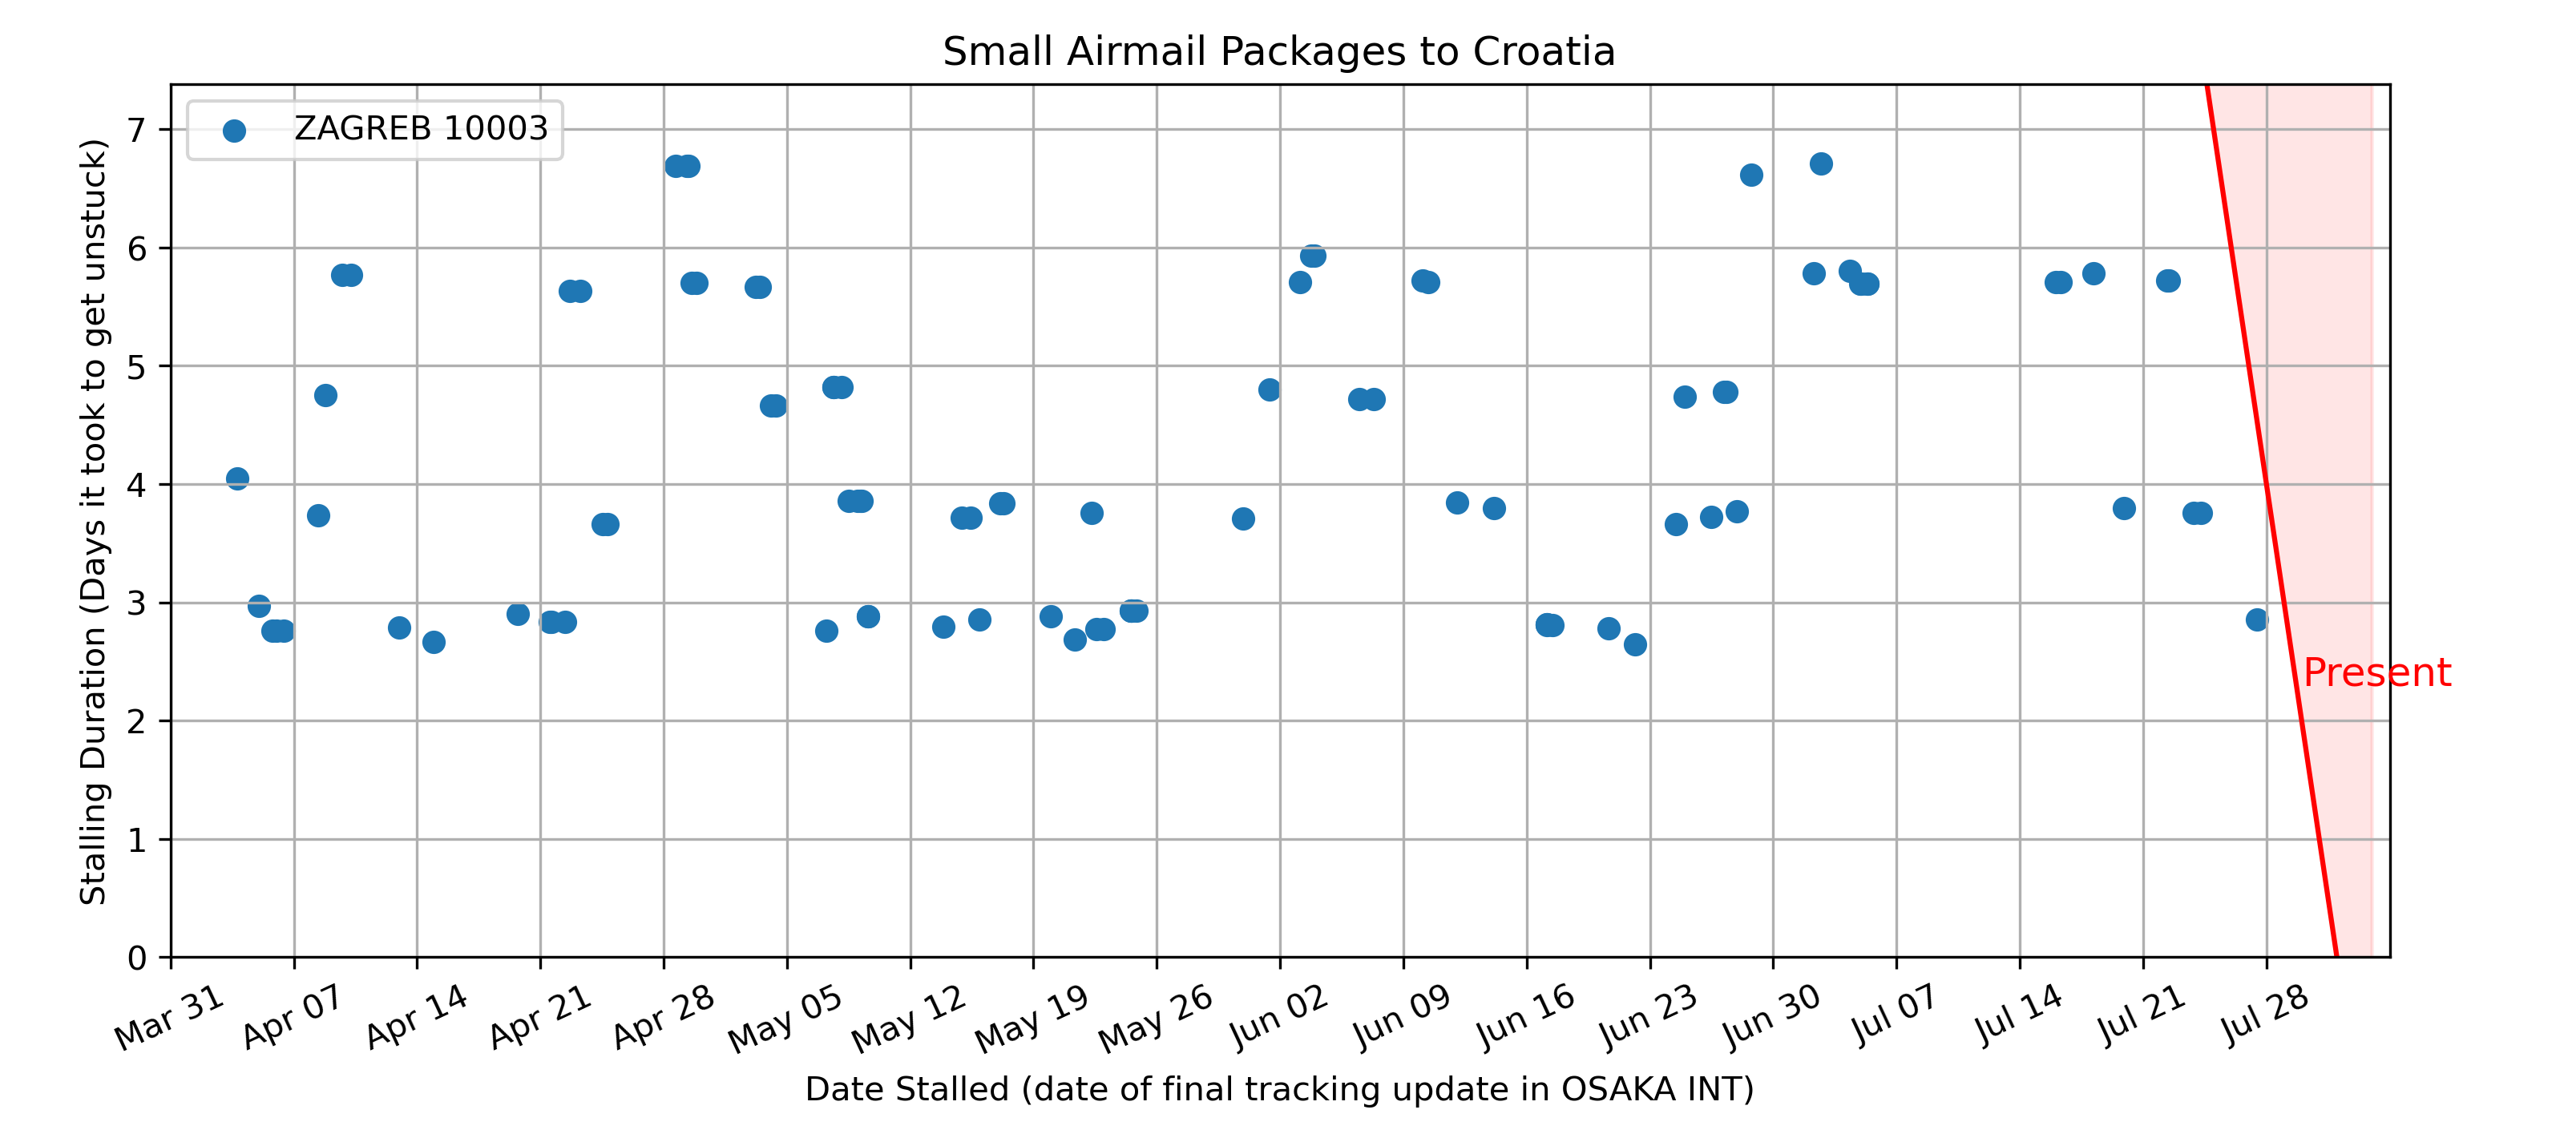 Small Airmail Packages to Croatia
ZAGREB 10003
Stalling Duration (Days it took to get unstuck)
7
6
5
4
3
2
1
0
Present
Mar 31
Apr 07
Apr 14
Apr 21
Apr 28
May 05
May 12
May 19
May 26
Jun 02
Jun 09
Jun 16
Jun 23
Jun 30
Jul 07
Jul 14
Jul 21
Jul 28
Date Stalled (date of final tracking update in OSAKA INT)